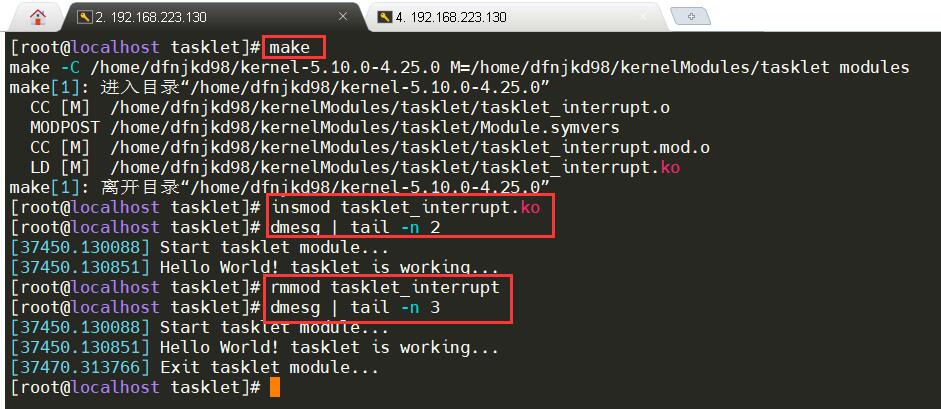 2. 192.168.223.130
4. 192.168.223.130
[root@localhost tasklet]# make
make -C /home/dfnjkd98/kernel-5.10.0-4.25.0 M=/home/dfnjkd98/kernelModules/tasklet modules
make[1]: 进入目录“/home/dfnjkd98/kernel-5.10.0-4.25.0”
  CC [M]  /home/dfnjkd98/kernelModules/tasklet/tasklet_interrupt.o
  MODPOST /home/dfnjkd98/kernelModules/tasklet/Module.symvers
  CC [M]  /home/dfnjkd98/kernelModules/tasklet/tasklet_interrupt.mod.o
  LD [M]  /home/dfnjkd98/kernelModules/tasklet/tasklet_interrupt.ko
make[1]: 离开目录“/home/dfnjkd98/kernel-5.10.0-4.25.0”
[root@localhost tasklet]# insmod tasklet_interrupt.ko
[root@localhost tasklet]# dmesg | tail -n 2
[37450.130088] Start tasklet module...
[37450.130851] Hello World! tasklet is working...
[root@localhost tasklet]# rmmod tasklet_interrupt
[root@localhost tasklet]# dmesg | tail -n 3
[37450.130088] Start tasklet module...
[37450.130851] Hello World! tasklet is working...
[37470.313766] Exit tasklet module...
[root@localhost tasklet]#